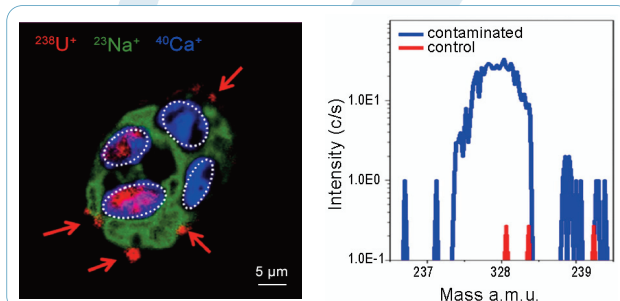 ²³⁸U⁺ ²³Na⁺ ⁴⁰Ca⁺
5 µm
contaminated
control
Intensity (c/s)
1.0E1
1.0E0
1.0E-1
237 328 239
Mass a.m.u.